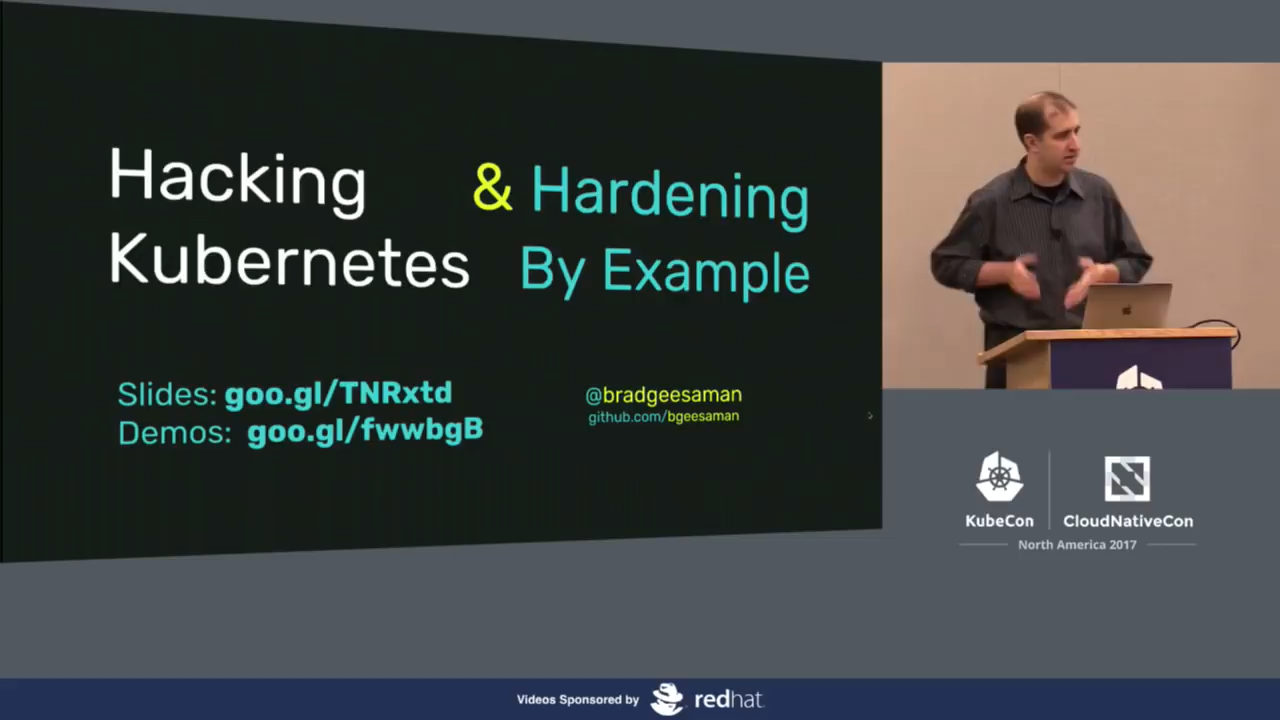 Hacking & Hardening
Kubernetes By Example
Slides: goo.gl/TNRxtd
Demos: goo.gl/fwwbgB
@bradgeesaman
github.com/bgeesaman
KubeCon
CloudNativeCon
North America 2017
Videos Sponsored by redhat.